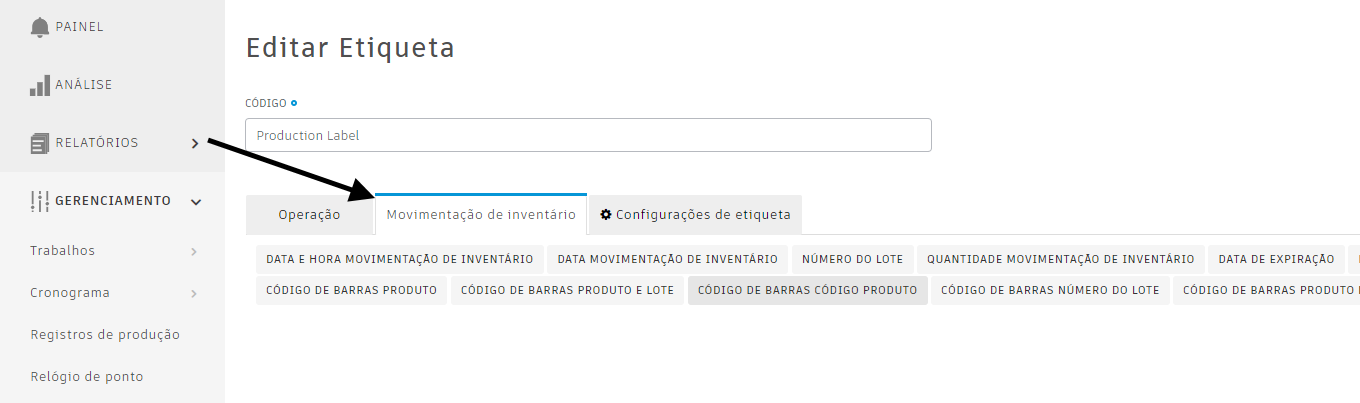 PAINEL
ANÁLISE
RELATÓRIOS
GERENCIAMENTO
Trabalhos
Cronograma
Registros de produção
Relógio de ponto
Editar Etiqueta
CÓDIGO
Production Label
Operação
Movimentação de inventário
Configurações de etiqueta
DATA E HORA MOVIMENTAÇÃO DE INVENTÁRIO
DATA MOVIMENTAÇÃO DE INVENTÁRIO
NÚMERO DO LOTE
QUANTIDADE MOVIMENTAÇÃO DE INVENTÁRIO
DATA DE EXPIRAÇÃO
CÓDIGO DE BARRAS PRODUTO
CÓDIGO DE BARRAS PRODUTO E LOTE
CÓDIGO DE BARRAS CÓDIGO PRODUTO
CÓDIGO DE BARRAS NÚMERO DO LOTE
CÓDIGO DE BARRAS PRODUTO